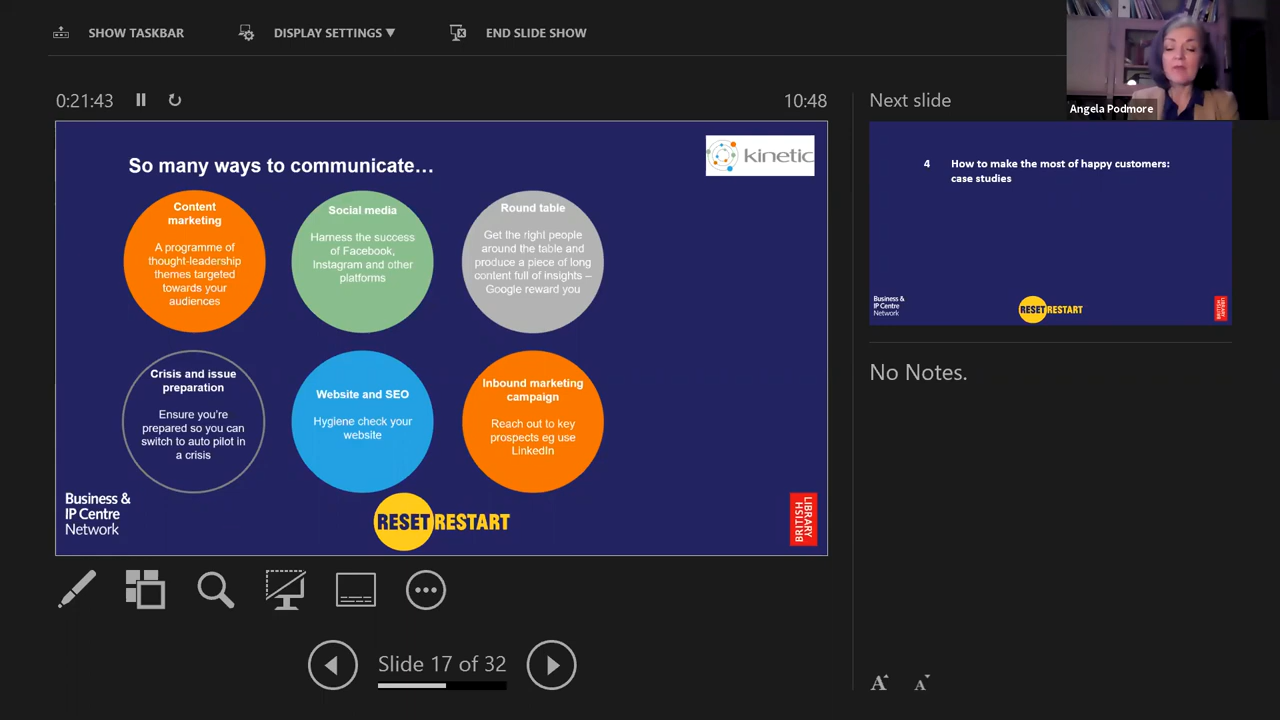 SHOW TASKBAR
DISPLAY SETTINGS ▼
END SLIDE SHOW
Angela Podmore
0:21:43
10:48
Next slide
So many ways to communicate…
kinetic
Content
marketing
A programme of
thought-leadership
themes targeted
towards your
audiences
Social media
Harness the success
of Facebook,
Instagram and other
platforms
Round table
Get the right people
around the table and
produce a piece of long
content full of insights –
Google reward you
Crisis and issue
preparation
Ensure you're
prepared so you can
switch to auto pilot in
a crisis
Website and SEO
Hygiene check your
website
Inbound marketing
campaign
Reach out to key
prospects eg use
LinkedIn
Business &
IP Centre
Network
RESETRESTART
LIBRARY
BRITISH
4 How to make the most of happy customers:
case studies
Business &
IP Centre
Network
RESETRESTART
LIBRARY
BRITISH
No Notes.
Slide 17 of 32
A A